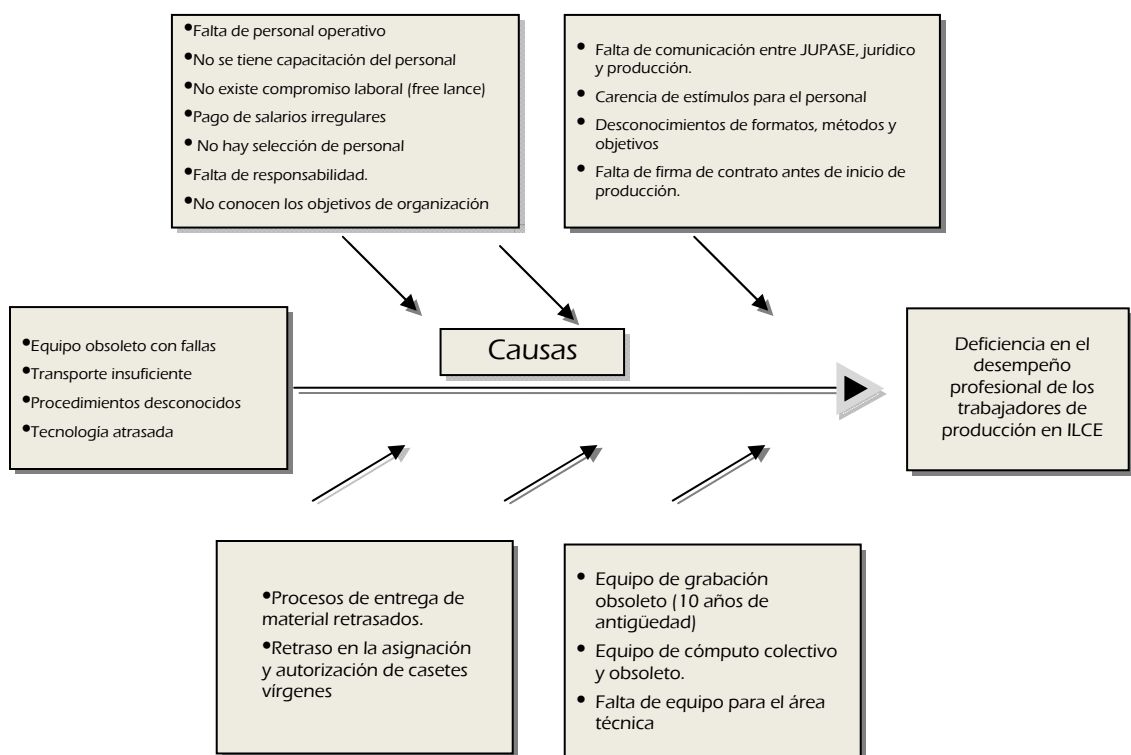 •Falta de personal operativo
•No se tiene capacitación del personal
•No existe compromiso laboral (free lance)
•Pago de salarios irregulares
• No hay selección de personal
•Falta de responsabilidad.
•No conocen los objetivos de organización
• Falta de comunicación entre JUPASE, jurídico
y producción.
• Carencia de estímulos para el personal
• Desconocimientos de formatos, métodos y
objetivos
• Falta de firma de contrato antes de inicio de
producción.
•Equipo obsoleto con fallas
•Transporte insuficiente
•Procedimientos desconocidos
•Tecnología atrasada
Causas
Deficiencia en el
desempeño
profesional de los
trabajadores de
producción en ILCE
•Procesos de entrega de
material retrasados.
•Retraso en la asignación
y autorización de casetes
vírgenes
• Equipo de grabación
obsoleto (10 años de
antigüedad)
• Equipo de cómputo colectivo
y obsoleto.
• Falta de equipo para el área
técnica